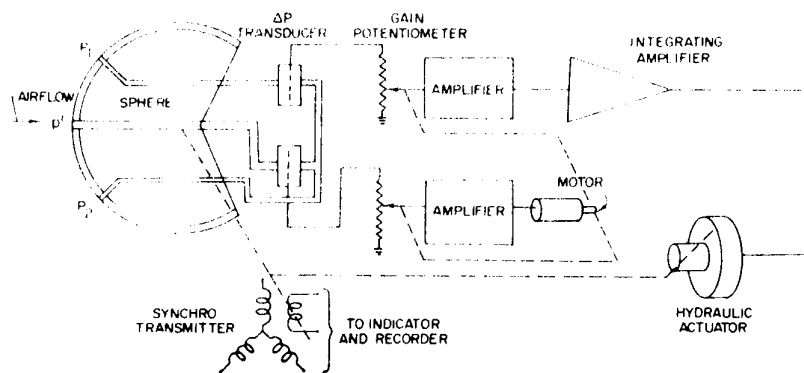 ΔP
TRANSDUCER
GAIN
POTENTIOMETER
INTEGRATING
AMPLIFIER
P₁
AIRFLOW
SPHERE
P'
P₂
AMPLIFIER
AMPLIFIER
MOTOR
SYNCHRO
TRANSMITTER
TO INDICATOR
AND RECORDER
HYDRAULIC
ACTUATOR